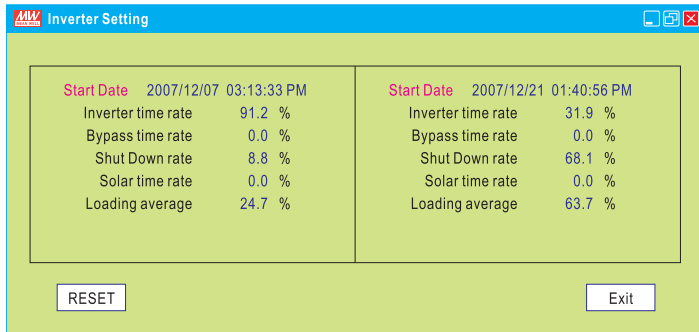 MW MEAN WELL Inverter Setting
Start Date 2007/12/07 03:13:33 PM
Inverter time rate 91.2 %
Bypass time rate 0.0 %
Shut Down rate 8.8 %
Solar time rate 0.0 %
Loading average 24.7 %
Start Date 2007/12/21 01:40:56 PM
Inverter time rate 31.9 %
Bypass time rate 0.0 %
Shut Down rate 68.1 %
Solar time rate 0.0 %
Loading average 63.7 %
RESET
Exit